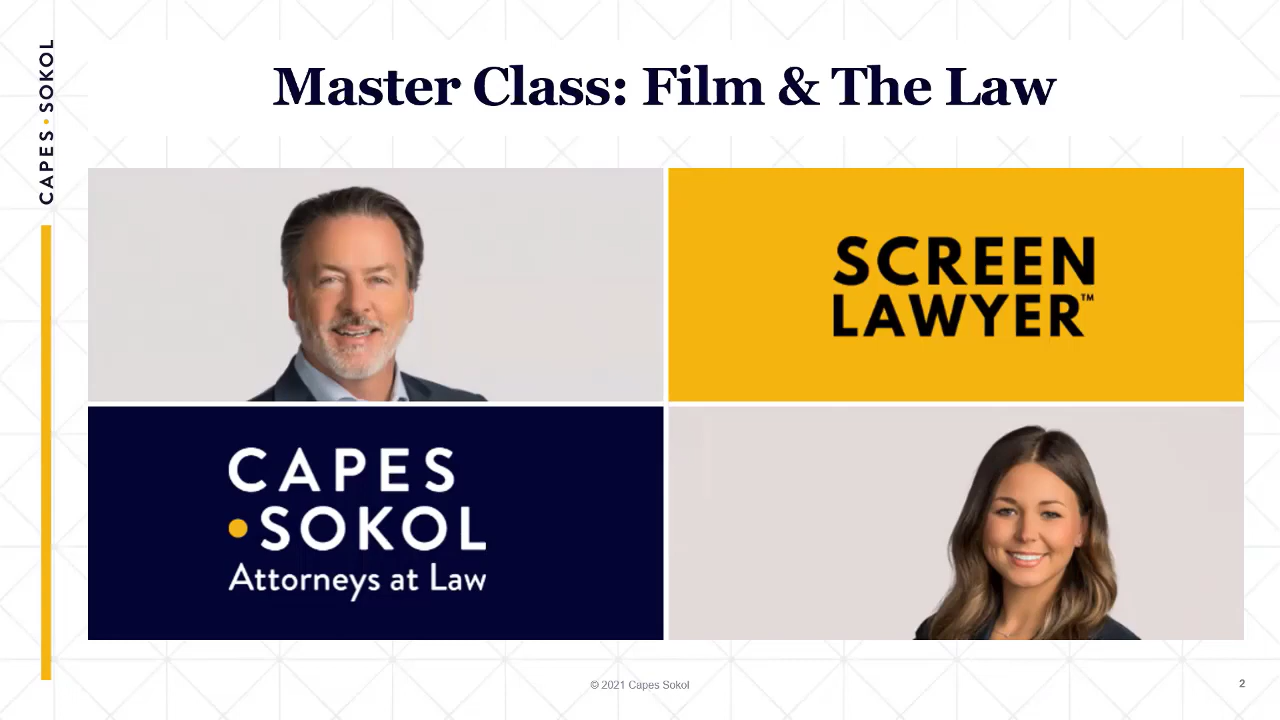 CAPES • SOKOL
Master Class: Film & The Law
SCREEN
LAWYER™
CAPES
•SOKOL
Attorneys at Law
© 2021 Capes Sokol
2